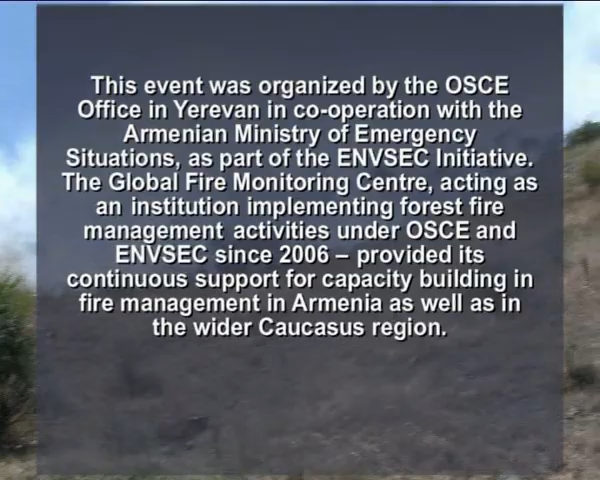 This event was organized by the OSCE
Office in Yerevan in co-operation with the
Armenian Ministry of Emergency
Situations, as part of the ENVSEC Initiative.
The Global Fire Monitoring Centre, acting as
an institution implementing forest fire
management activities under OSCE and
ENVSEC since 2006 – provided its
continuous support for capacity building in
fire management in Armenia as well as in
the wider Caucasus region.